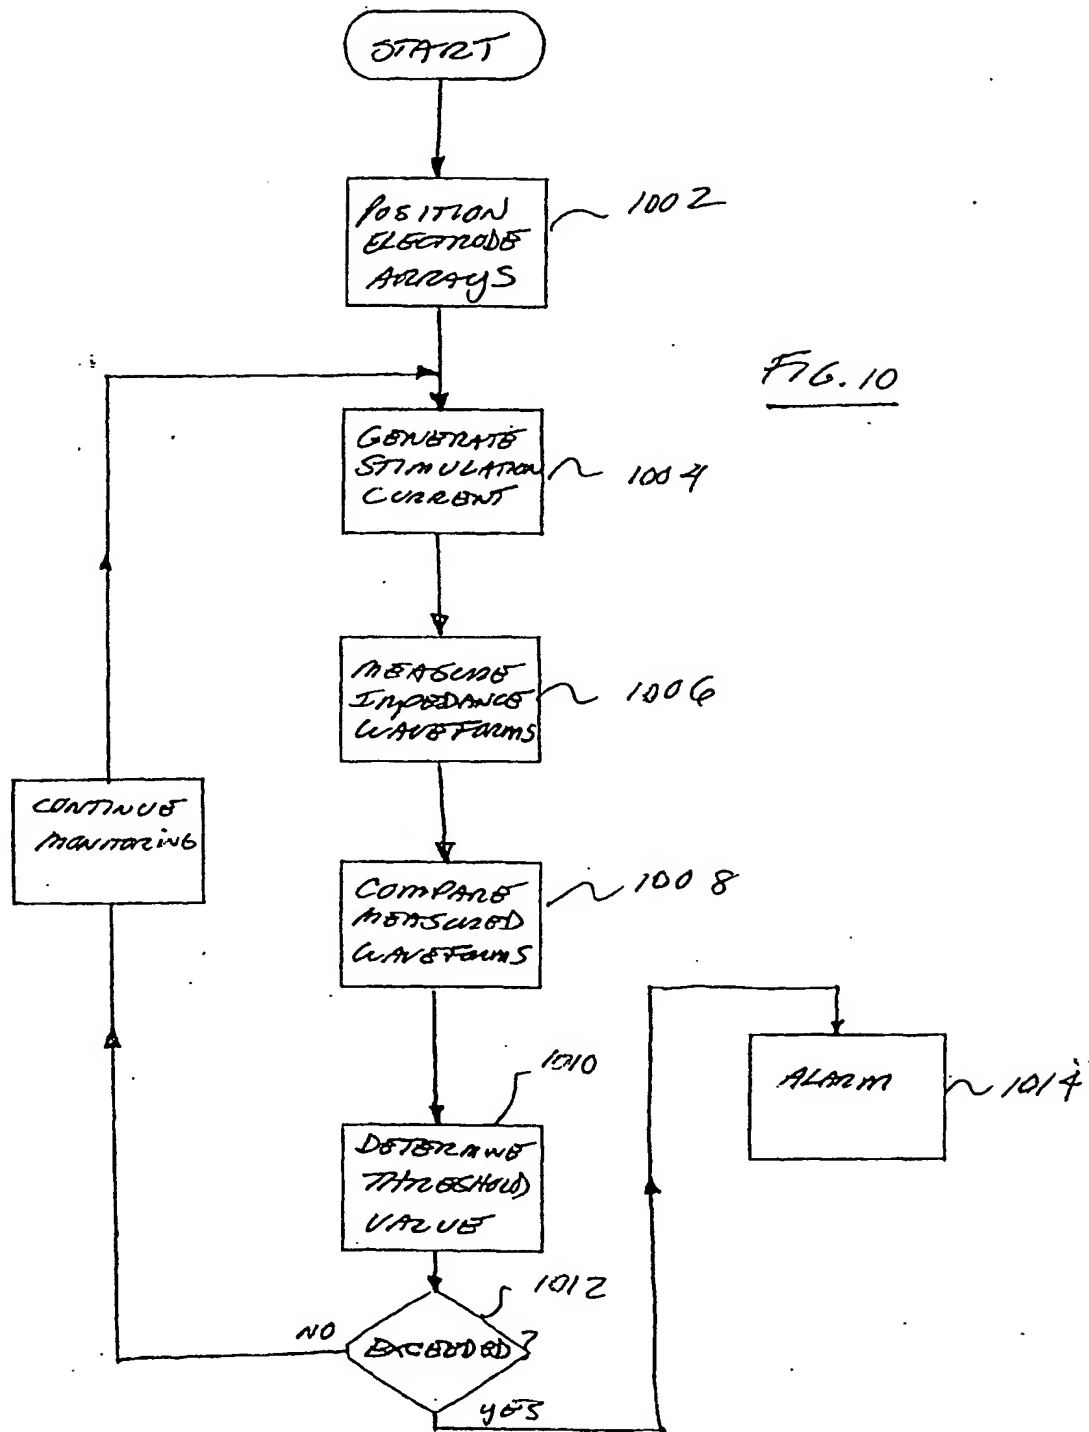 START
POSITION
ELECTRODE
ARRAYS
1002
FIG. 10
GENERATE
STIMULATION
CURRENT
1004
MEASURE
IMPEDANCE
WAVEFORMS
1006
CONTINUE
MONITORING
COMPARE
MEASURED
WAVEFORMS
1008
1010
ALARM
1014
DETERMINE
THRESHOLD
VALUE
1012
NO
EXCEEDED?
YES